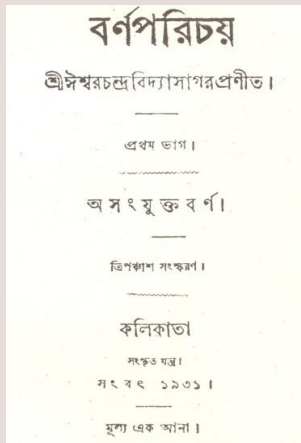 বর্ণপরিচয়
শ্রীঈশ্বরচন্দ্রবিদ্যাসাগরপ্রণীত।
প্রথম ভাগ।
অসংযুক্তবর্ণ।
ত্রিপঞ্চাশ সংস্করণ।
কলিকাতা
সংস্কৃত যন্ত্র।
সংবৎ ১৯৩১।
মূল্য এক আনা।